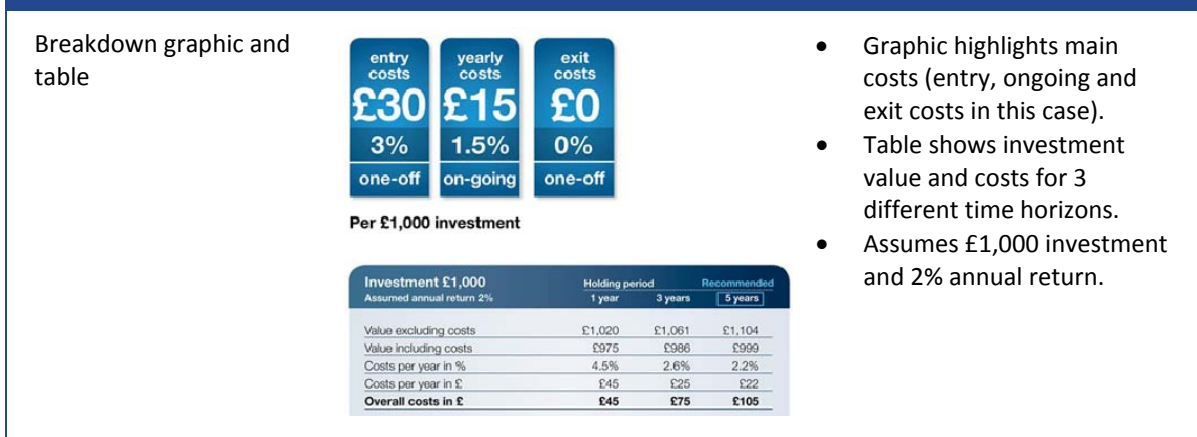 Breakdown graphic and
table
entry
costs
£30
3%
one-off
yearly
costs
£15
1.5%
on-going
exit
costs
£0
0%
one-off
Per £1,000 investment
Investment £1,000 Holding period Recommended
Assumed annual return 2% 1 year 3 years 5 years
Value excluding costs £1,020 £1,061 £1,104
Value including costs £975 £986 £999
Costs per year in % 4.5% 2.6% 2.2%
Costs per year in £ £45 £25 £22
Overall costs in £ £45 £75 £105
• Graphic highlights main
costs (entry, ongoing and
exit costs in this case).
• Table shows investment
value and costs for 3
different time horizons.
• Assumes £1,000 investment
and 2% annual return.